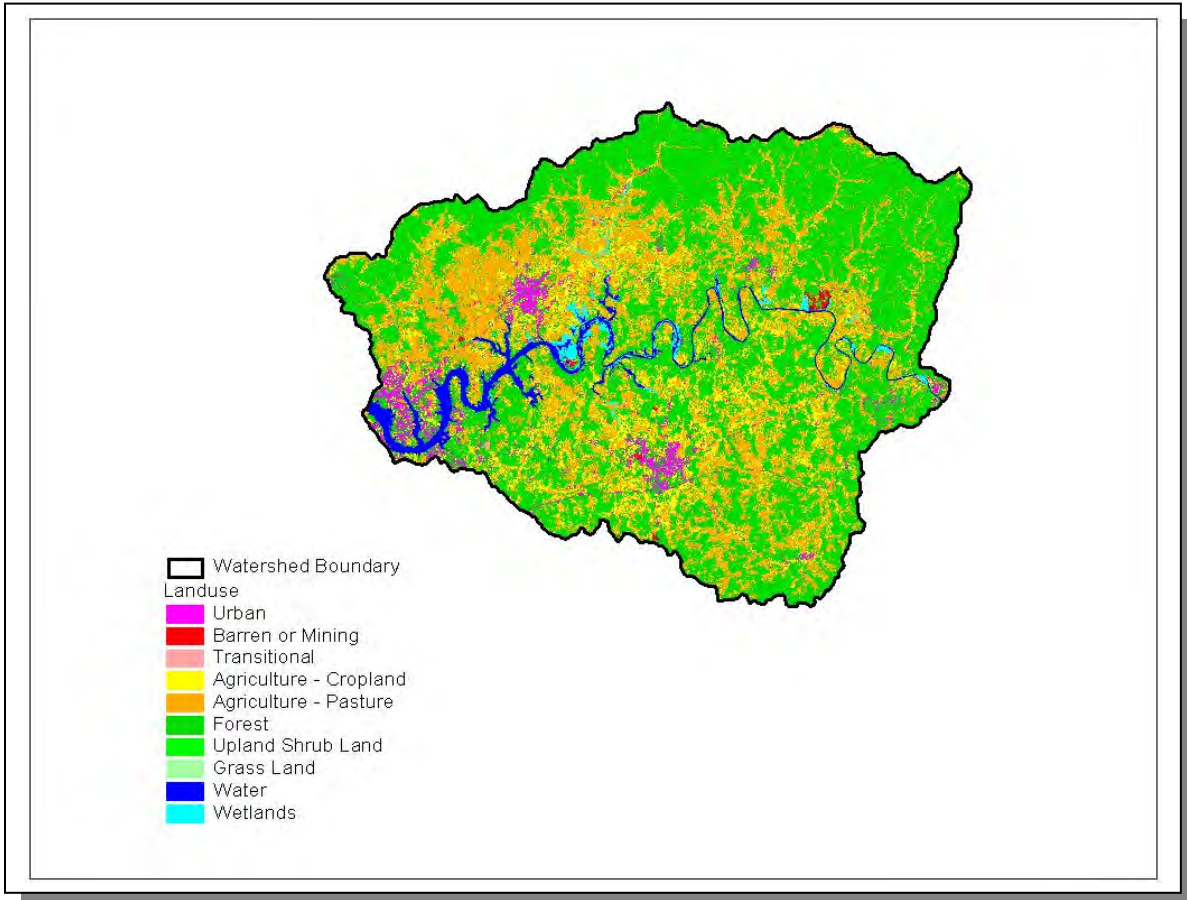 Watershed Boundary
Landuse
Urban
Barren or Mining
Transitional
Agriculture - Cropland
Agriculture - Pasture
Forest
Upland Shrub Land
Grass Land
Water
Wetlands